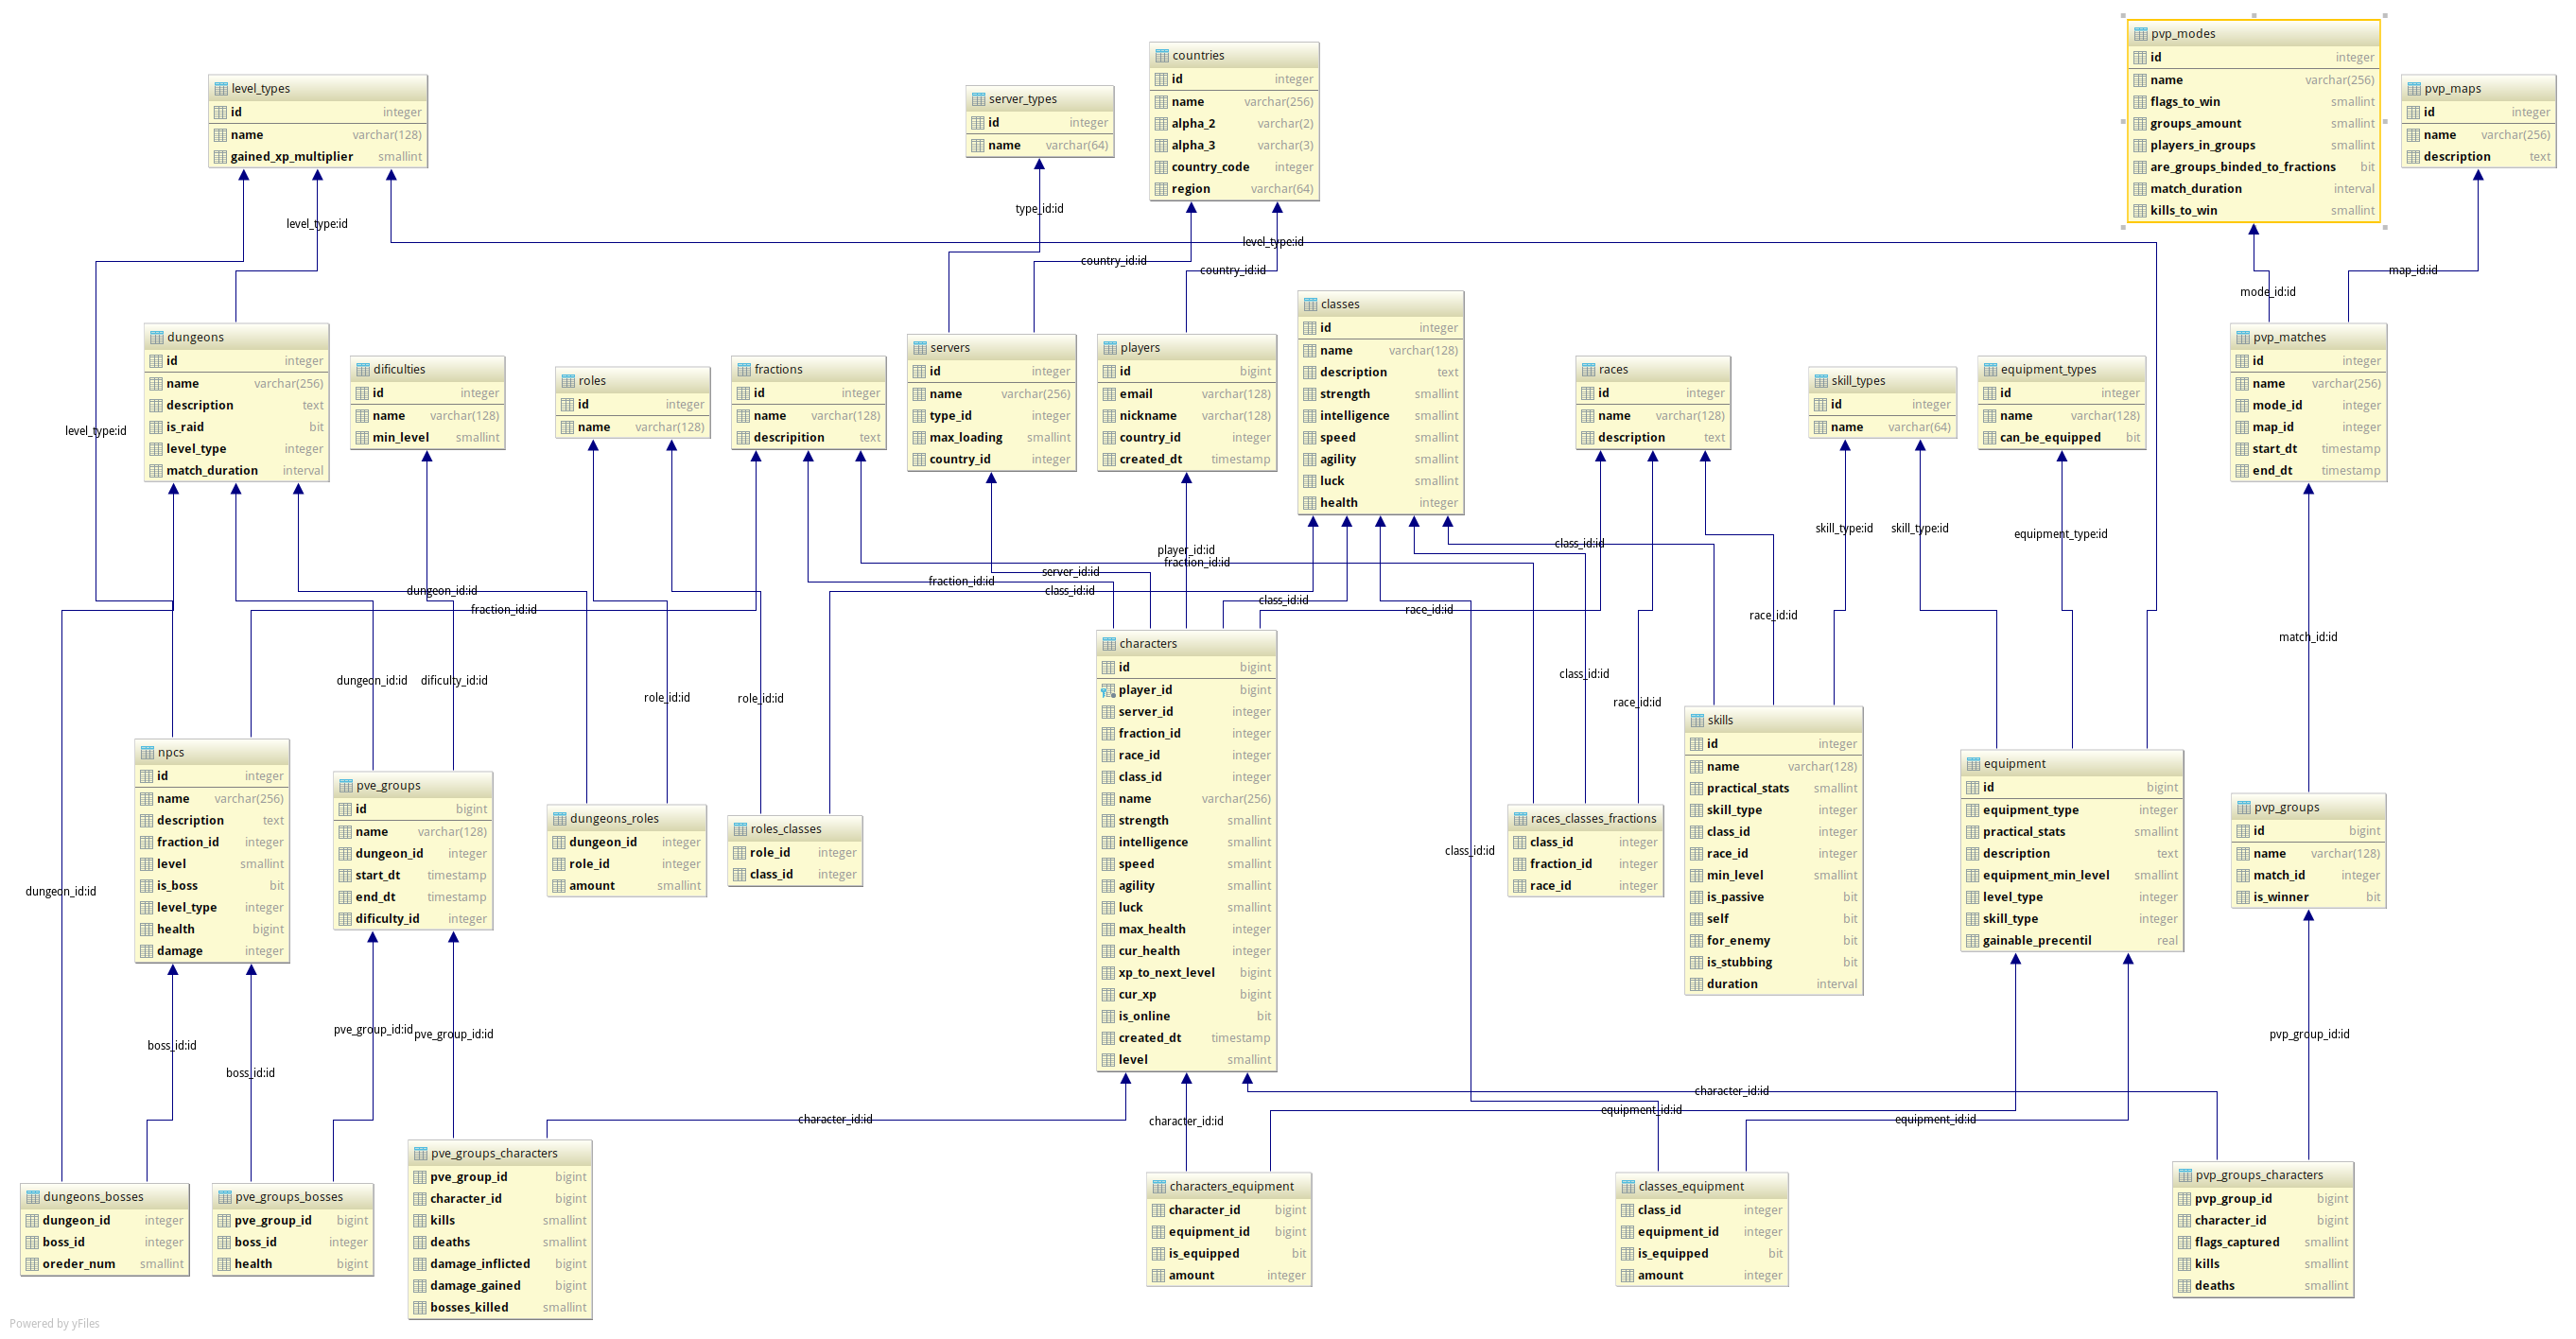 level_types
id integer
name varchar(128)
gained_xp_multiplier smallint
server_types
id integer
name varchar(64)
countries
id integer
name varchar(256)
alpha_2 varchar(2)
alpha_3 varchar(3)
country_code integer
region varchar(64)
pvp_modes
id integer
name varchar(256)
flags_to_win smallint
groups_amount smallint
players_in_groups smallint
are_groups_binded_to_fractions bit
match_duration interval
kills_to_win smallint
pvp_maps
id integer
name varchar(256)
description text
level_type:id
type_id:id
country_id:id
country_id:id
level_type:id
mode_id:id
map_id:id
dungeons
id integer
name varchar(256)
description text
is_raid bit
level_type integer
match_duration interval
dificulties
id integer
name varchar(128)
min_level smallint
roles
id integer
name varchar(128)
fractions
id integer
name varchar(128)
descripition text
servers
id integer
name varchar(256)
type_id integer
max_loading smallint
country_id integer
players
id bigint
email varchar(128)
nickname varchar(128)
country_id integer
created_dt timestamp
classes
id integer
name varchar(128)
description text
strength smallint
intelligence smallint
speed smallint
agility smallint
luck smallint
health integer
races
id integer
name varchar(128)
description text
skill_types
id integer
name varchar(64)
equipment_types
id integer
name varchar(128)
can_be_equipped bit
pvp_matches
id integer
name varchar(256)
mode_id integer
map_id integer
start_dt timestamp
end_dt timestamp
level_type:id
skill_type:id
skill_type:id
equipment_type:id
class_id:id
player_id:id
fraction_id:id
server_id:id
fraction_id:id
dungeon_id:id
class_id:id
class_id:id
fraction_id:id
race_id:id
race_id:id
match_id:id
class_id:id
dungeon_id:id
dificulty_id:id
role_id:id
role_id:id
race_id:id
characters
id bigint
player_id bigint
server_id integer
fraction_id integer
race_id integer
class_id integer
name varchar(256)
strength smallint
intelligence smallint
speed smallint
agility smallint
luck smallint
max_health integer
cur_health integer
xp_to_next_level bigint
cur_xp bigint
is_online bit
created_dt timestamp
level smallint
npcs
id integer
name varchar(256)
description text
fraction_id integer
level smallint
is_boss bit
level_type integer
health bigint
damage integer
pve_groups
id bigint
name varchar(128)
dungeon_id integer
start_dt timestamp
end_dt timestamp
dificulty_id integer
dungeons_roles
dungeon_id integer
role_id integer
amount smallint
roles_classes
role_id integer
class_id integer
races_classes_fractions
class_id integer
fraction_id integer
race_id integer
skills
id integer
name varchar(128)
practical_stats smallint
skill_type integer
class_id integer
race_id integer
min_level smallint
is_passive bit
self bit
for_enemy bit
is_stubbing bit
duration interval
equipment
id bigint
equipment_type integer
practical_stats smallint
description text
equipment_min_level smallint
level_type integer
skill_type integer
gainable_precentil real
pvp_groups
id bigint
name varchar(128)
match_id integer
is_winner bit
class_id:id
dungeon_id:id
pve_group_id:id
pve_group_id:id
boss_id:id
boss_id:id
pvp_group_id:id
character_id:id
character_id:id
character_id:id
equipment_id:id
equipment_id:id
dungeons_bosses
dungeon_id integer
boss_id integer
oreder_num smallint
pve_groups_bosses
pve_group_id bigint
boss_id integer
health bigint
pve_groups_characters
pve_group_id bigint
character_id bigint
kills smallint
deaths smallint
damage_inflicted bigint
damage_gained bigint
bosses_killed smallint
characters_equipment
character_id bigint
equipment_id bigint
is_equipped bit
amount integer
classes_equipment
class_id integer
equipment_id integer
is_equipped bit
amount integer
pvp_groups_characters
pvp_group_id bigint
character_id bigint
flags_captured smallint
kills smallint
deaths smallint
Powered by yFiles